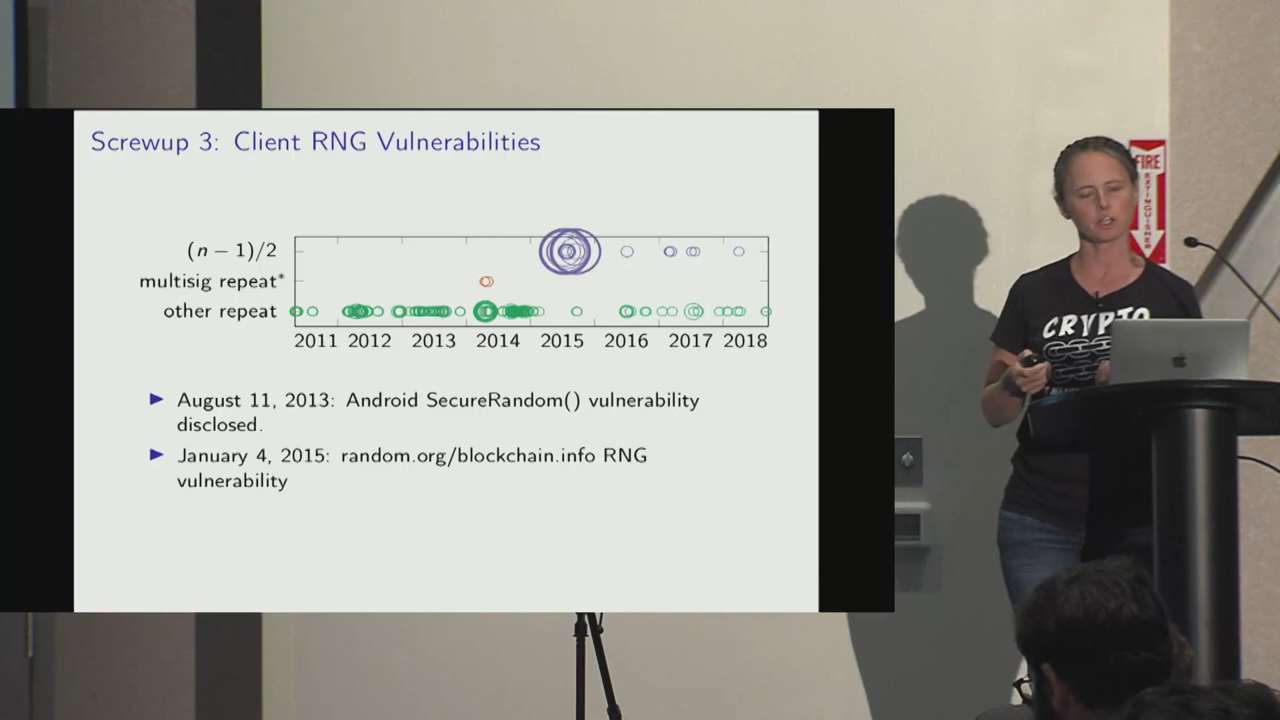 Screwup 3: Client RNG Vulnerabilities
(n − 1)/2
multisig repeat*
other repeat
2011 2012 2013 2014 2015 2016 2017 2018
▶ August 11, 2013: Android SecureRandom() vulnerability
disclosed.
▶ January 4, 2015: random.org/blockchain.info RNG
vulnerability
FIRE
EXTINGUISHER
CRYPTO